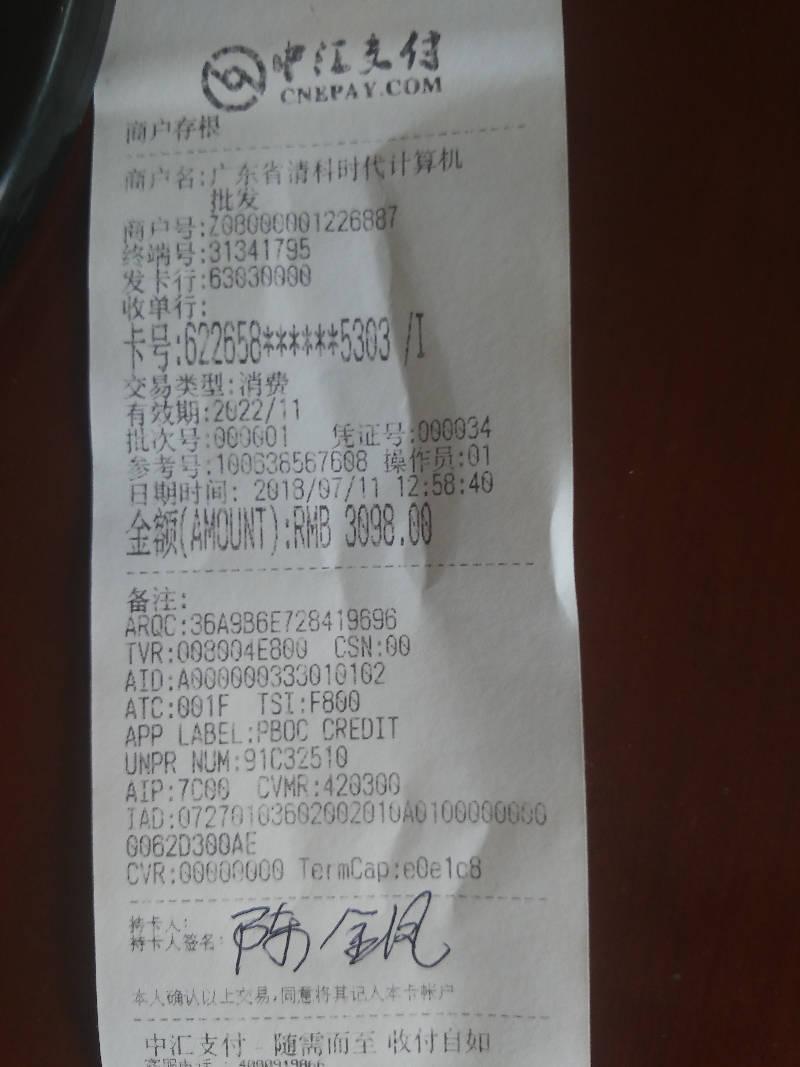 中汇支付
CNEPAY.COM
商户存根
商户名:广东省清科时代计算机
批发
商户号:Z08000001226887
终端号:31341795
发卡行:63030000
收单行:
卡号:622658******5303 /I
交易类型:消费
有效期:2022/11
批次号:000001 凭证号:000034
参考号:100636567608 操作员:01
日期时间: 2018/07/11 12:58:40
金额(AMOUNT):RMB 3098.00
备注:
ARQC:36A9B6E728419696
TVR:008004E800 CSN:00
AID:A000000333010102
ATC:001F TSI:F800
APP LABEL:PBOC CREDIT
UNPR NUM:91C32510
AIP:7C00 CVMR:420300
IAD:07270103602002010A0100000000
0062D300AE
CVR:00000000 TermCap:e0e1c8
持卡人:
持卡人签名: 陈金凤
本人确认以上交易,同意将其记入本卡帐户
中汇支付 - 随需而至 收付自如